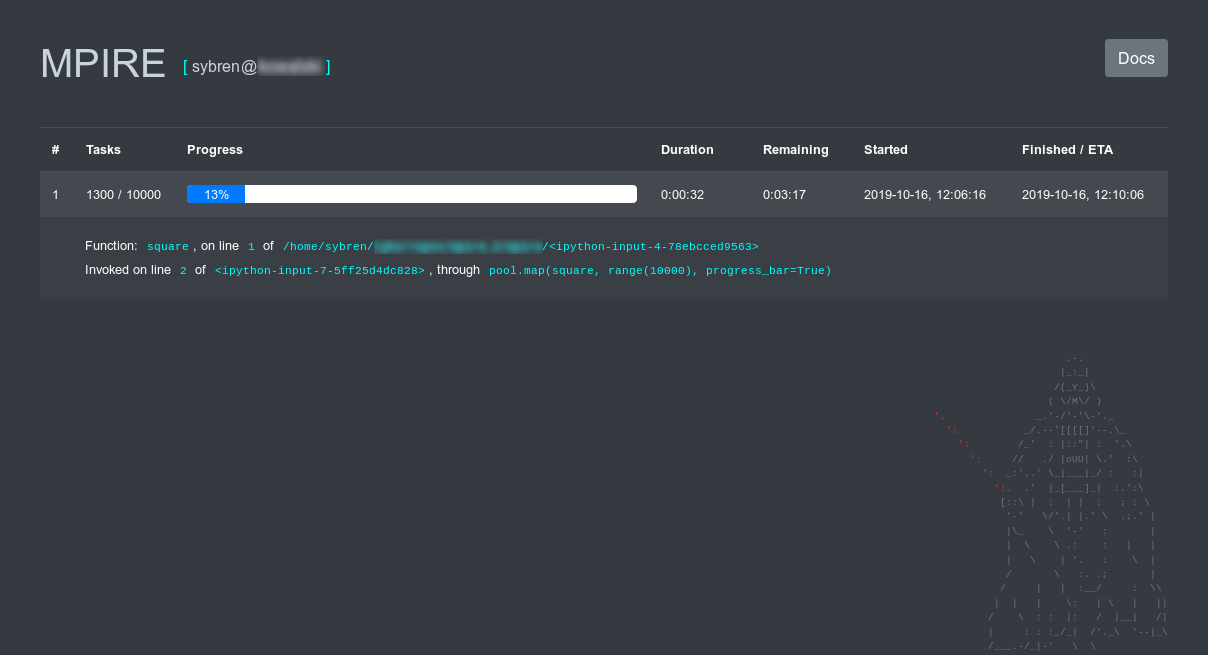 MPIRE [ sybren@ ]
Docs
# Tasks Progress Duration Remaining Started Finished / ETA
1 1300 / 10000 13% 0:00:32 0:03:17 2019-10-16, 12:06:16 2019-10-16, 12:10:06
Function: square, on line 1 of /home/sybren/ /<ipython-input-4-78ebcced9563>
Invoked on line 2 of <ipython-input-7-5ff25d4dc828>, through pool.map(square, range(10000), progress_bar=True)